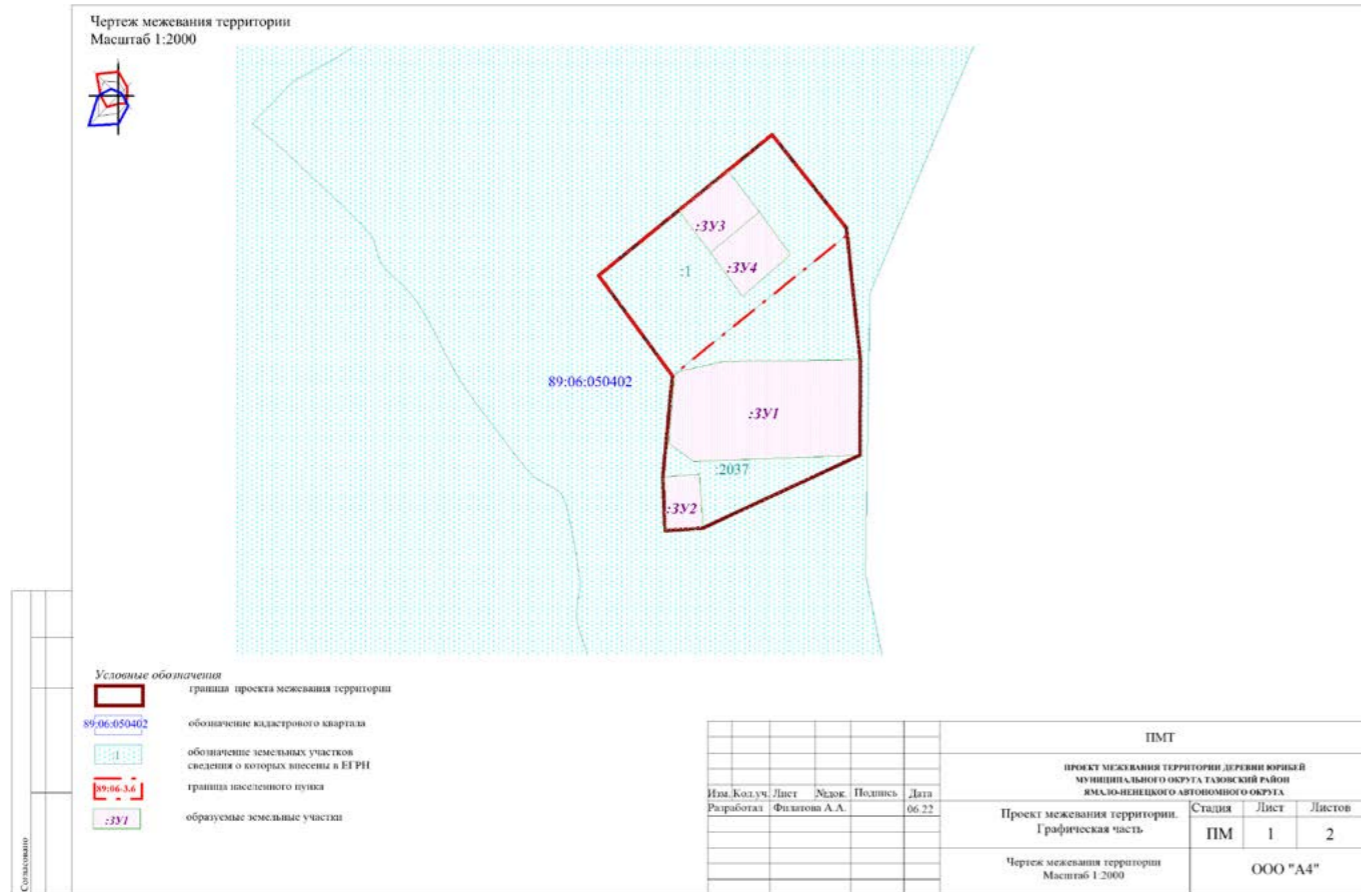 Чертеж межевания территории
Масштаб 1:2000
:ЗУ3
:ЗУ4
:1
89:06:050402
:ЗУ1
:2037
:ЗУ2
Условные обозначения
граница проекта межевания территории
89:06:050402
обозначение кадастрового квартала
:1
обозначение земельных участков
сведения о которых внесены в ЕГРН
89:06-3.6
граница населенного пункта
:ЗУ1
образуемые земельные участки
Согласовано
ПМТ
ПРОЕКТ МЕЖЕВАНИЯ ТЕРРИТОРИИ ДЕРЕВНИ ЮРИБЕЙ
МУНИЦИПАЛЬНОГО ОКРУГА ТАЗОВСКИЙ РАЙОН
ЯМАЛО-НЕНЕЦКОГО АВТОНОМНОГО ОКРУГА
Изм. Кол.уч. Лист №док. Подпись Дата
Разработал Филатова А.А. 06.22
Проект межевания территории.
Графическая часть
Стадия Лист Листов
ПМ 1 2
Чертеж межевания территории
Масштаб 1:2000
ООО "А4"